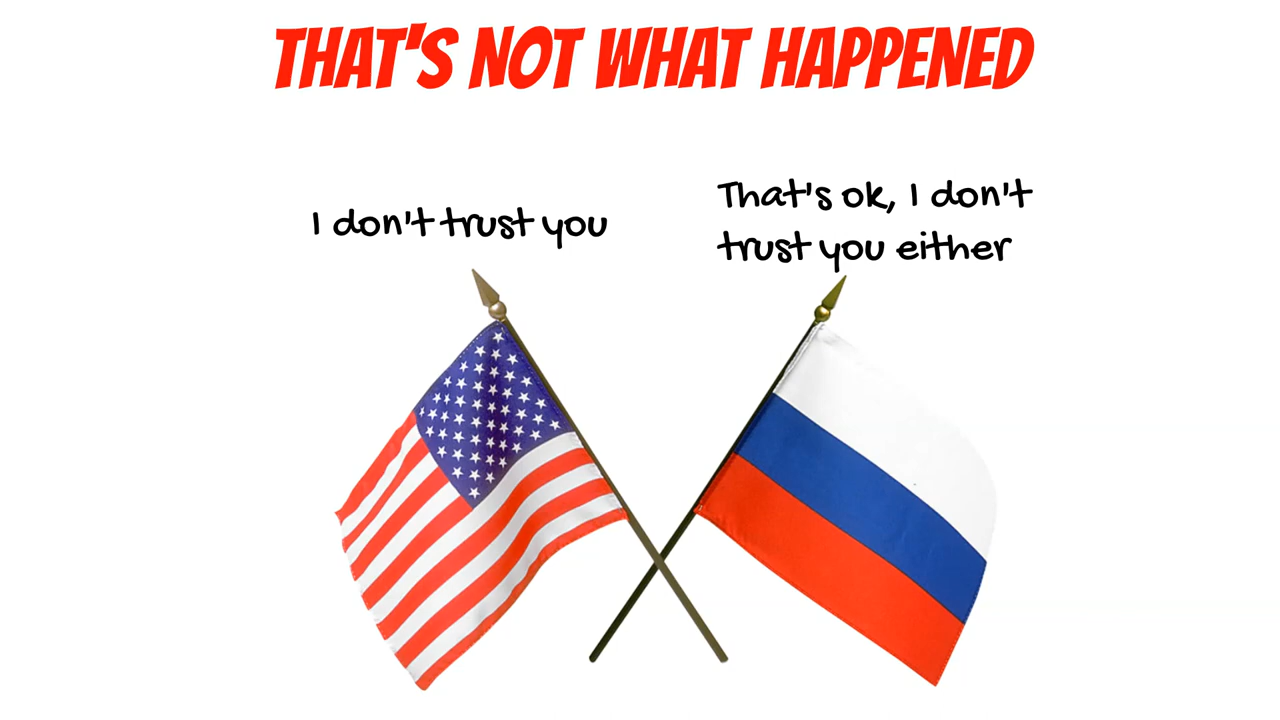 THAT'S NOT WHAT HAPPENED
I don't trust you
That's ok, I don't
trust you either